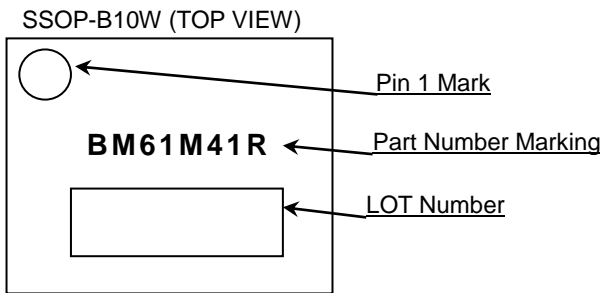 SSOP-B10W (TOP VIEW)
Pin 1 Mark
BM61M41R
Part Number Marking
LOT Number